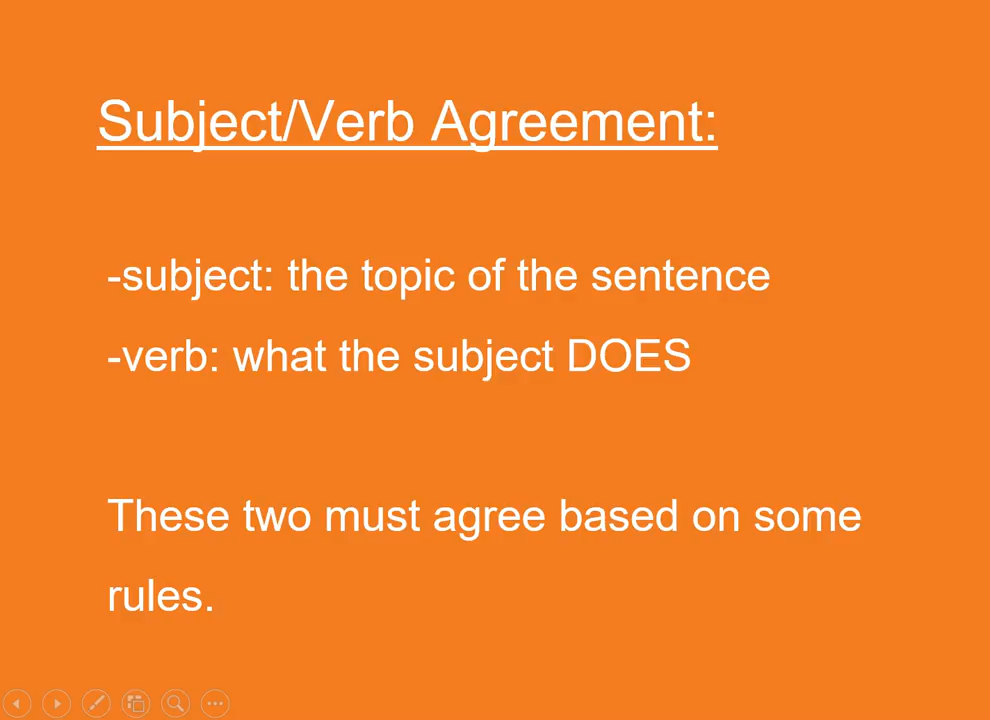 Subject/Verb Agreement:
-subject: the topic of the sentence
-verb: what the subject DOES
These two must agree based on some
rules.